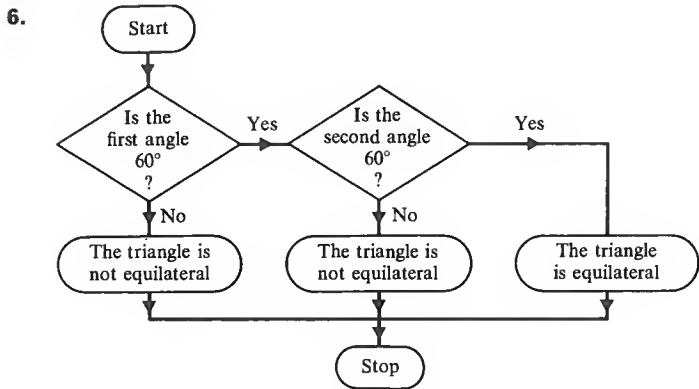 6.
Start
Is the
first angle
60°
?
Yes
Is the
second angle
60°
?
Yes
No
No
The triangle is
not equilateral
The triangle is
not equilateral
The triangle
is equilateral
Stop